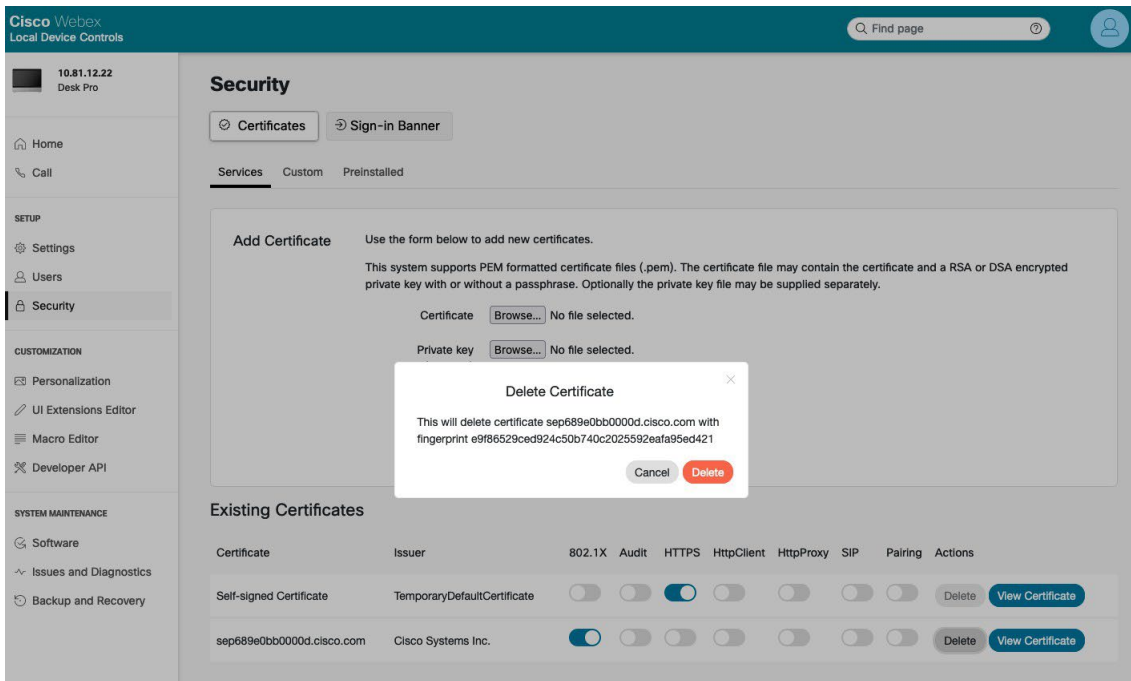 Cisco Webex
Local Device Controls
Find page
10.81.12.22
Desk Pro
Home
Call
SETUP
Settings
Users
Security
CUSTOMIZATION
Personalization
UI Extensions Editor
Macro Editor
Developer API
SYSTEM MAINTENANCE
Software
Issues and Diagnostics
Backup and Recovery
Security
Certificates Sign-in Banner
Services Custom Preinstalled
Add Certificate
Use the form below to add new certificates.
This system supports PEM formatted certificate files (.pem). The certificate file may contain the certificate and a RSA or DSA encrypted
private key with or without a passphrase. Optionally the private key file may be supplied separately.
Certificate Browse... No file selected.
Private key Browse... No file selected.
Delete Certificate
This will delete certificate sep689e0bb0000d.cisco.com with
fingerprint e9f86529ced924c50b740c2025592eafa95ed421
Cancel Delete
Existing Certificates
Certificate Issuer 802.1X Audit HTTPS HttpClient HttpProxy SIP Pairing Actions
Self-signed Certificate TemporaryDefaultCertificate Delete View Certificate
sep689e0bb0000d.cisco.com Cisco Systems Inc. Delete View Certificate